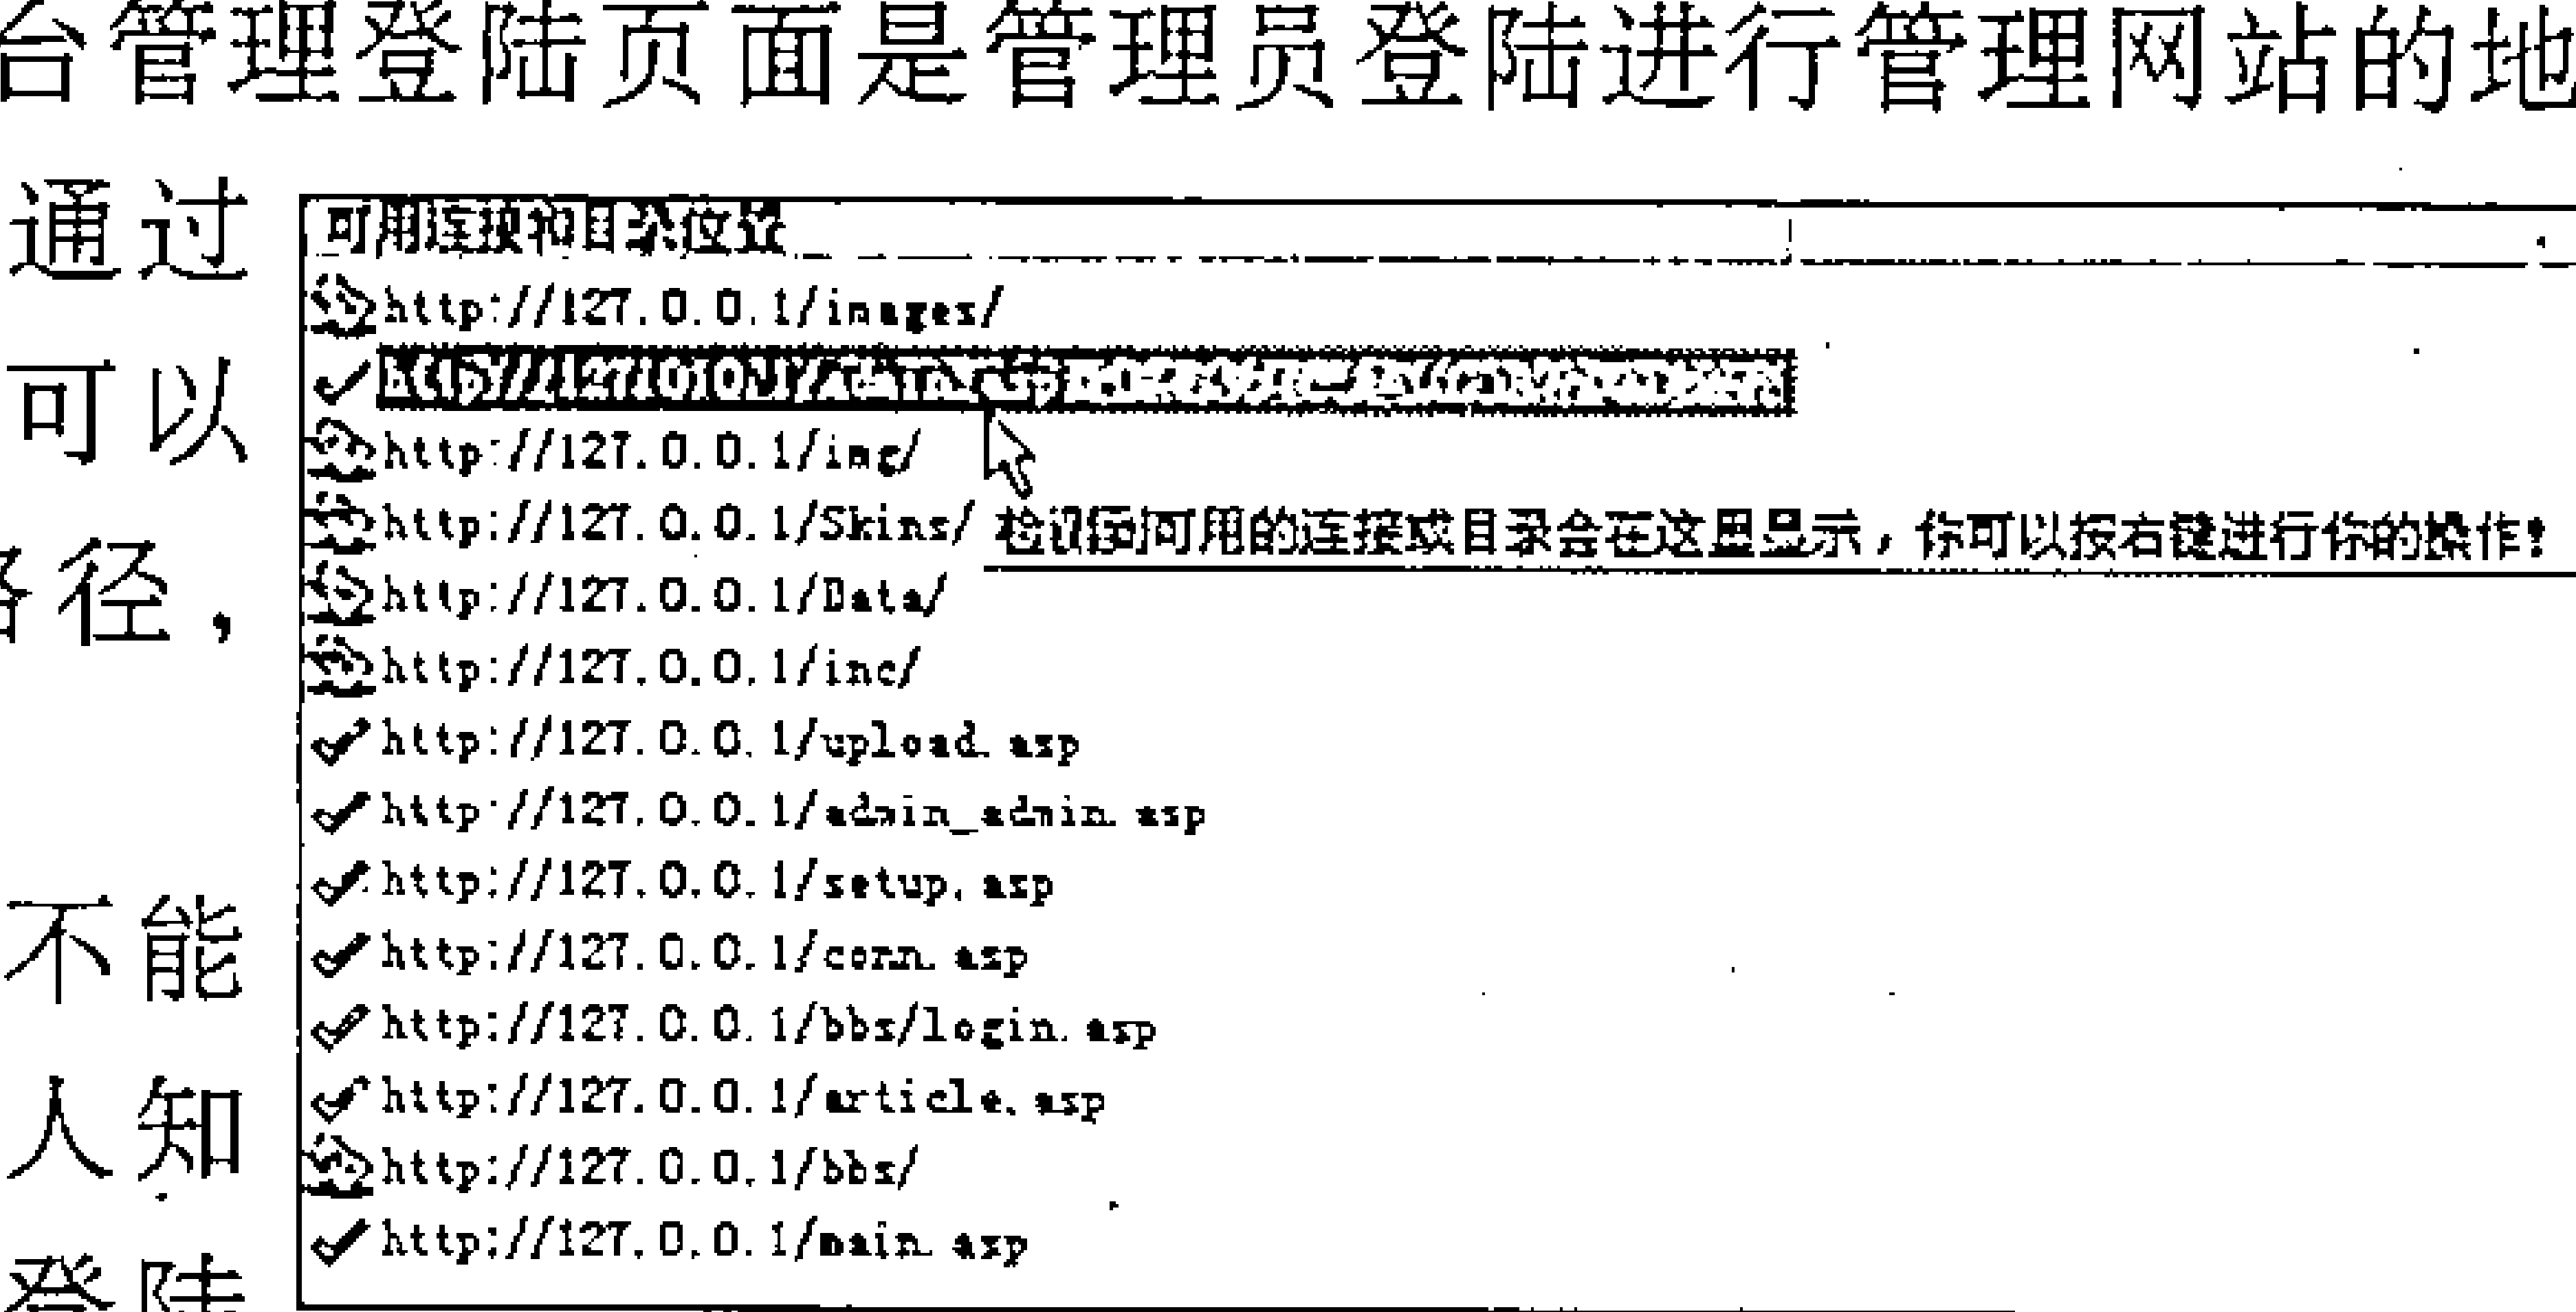 台管理登陆页面是管理员登陆进行管理网站的地
通过
可以
路径，
不能
人知
登陆
可用连接和目录位置
http://127.0.0.1/images/
http://127.0.0.1/img/
http://127.0.0.1/Skins/
检测到可用的连接或目录会在这里显示，你可以按右键进行你的操作！
http://127.0.0.1/Data/
http://127.0.0.1/inc/
http://127.0.0.1/upload.asp
http://127.0.0.1/admin_admin.asp
http://127.0.0.1/setup.asp
http://127.0.0.1/conn.asp
http://127.0.0.1/bbs/login.asp
http://127.0.0.1/article.asp
http://127.0.0.1/bbs/
http://127.0.0.1/main.asp